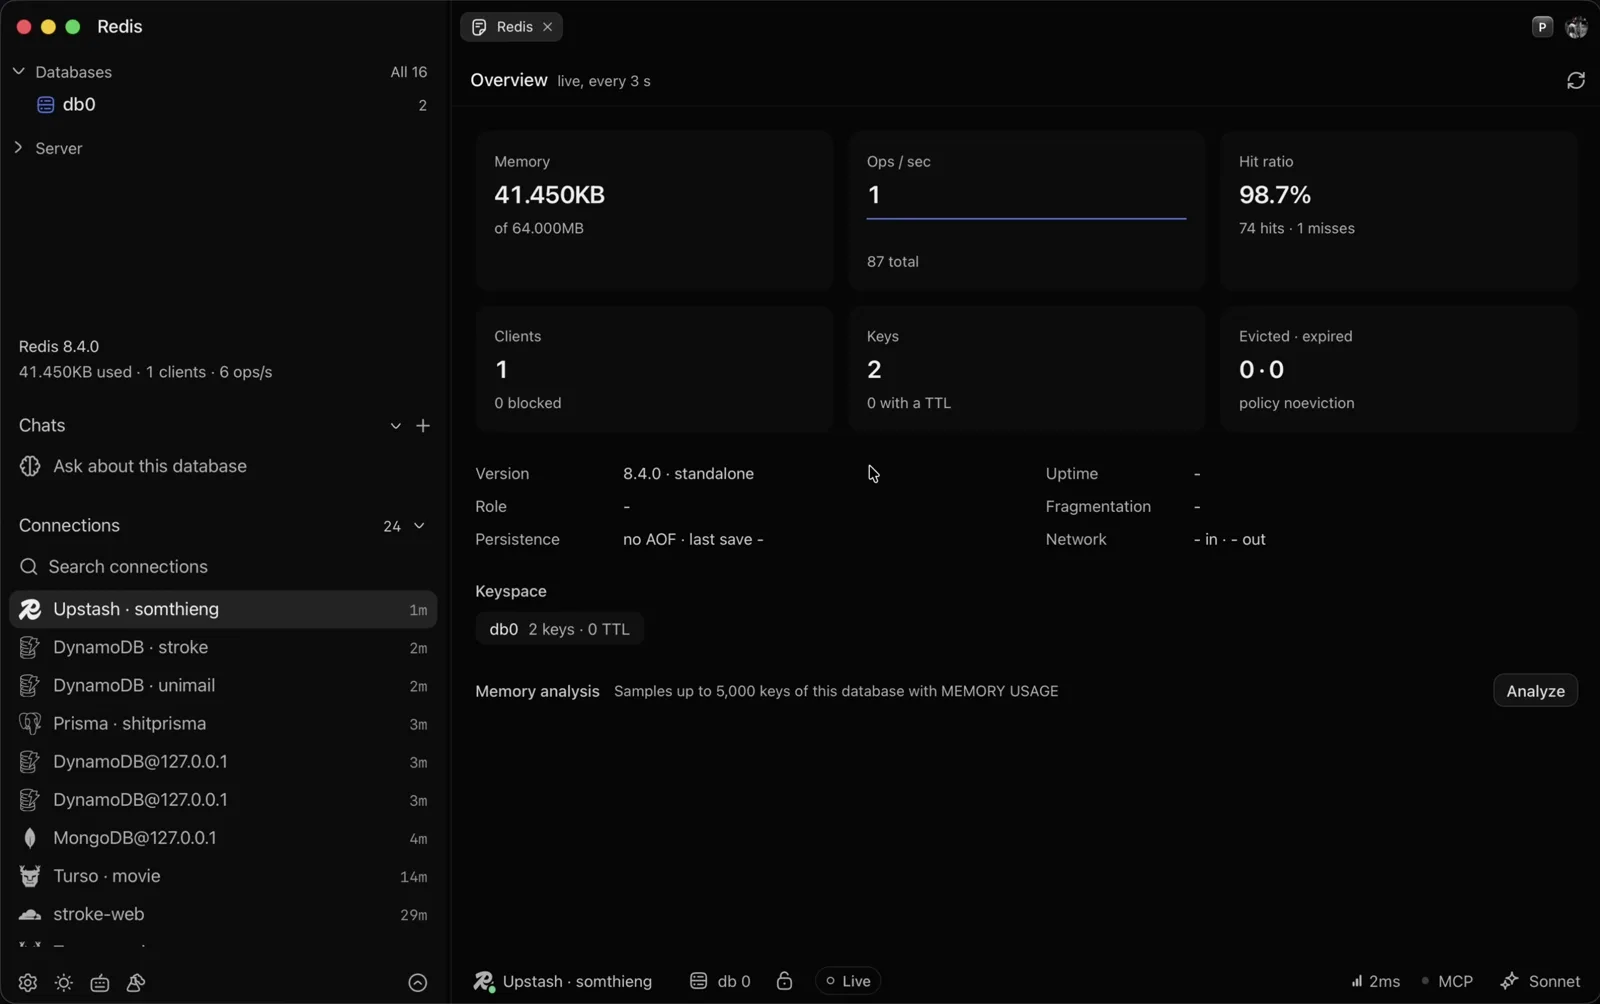 Redis
Databases
All 16
db0
2
Server
Redis 8.4.0
41.450KB used · 1 clients · 6 ops/s
Chats
Ask about this database
Connections
24
Search connections
Upstash · somthieng
1m
DynamoDB · stroke
2m
DynamoDB · unimail
2m
Prisma · shitprisma
3m
DynamoDB@127.0.0.1
3m
DynamoDB@127.0.0.1
3m
MongoDB@127.0.0.1
4m
Turso · movie
14m
stroke-web
29m
Redis
P
Overview live, every 3 s
Memory
41.450KB
of 64.000MB
Ops / sec
1
87 total
Hit ratio
98.7%
74 hits · 1 misses
Clients
1
0 blocked
Keys
2
0 with a TTL
Evicted · expired
0 · 0
policy noeviction
Version
8.4.0 · standalone
Uptime
-
Role
-
Fragmentation
-
Persistence
no AOF · last save -
Network
- in · - out
Keyspace
db0 2 keys · 0 TTL
Memory analysis Samples up to 5,000 keys of this database with MEMORY USAGE
Analyze
Upstash · somthieng
db 0
Live
2ms
MCP
Sonnet